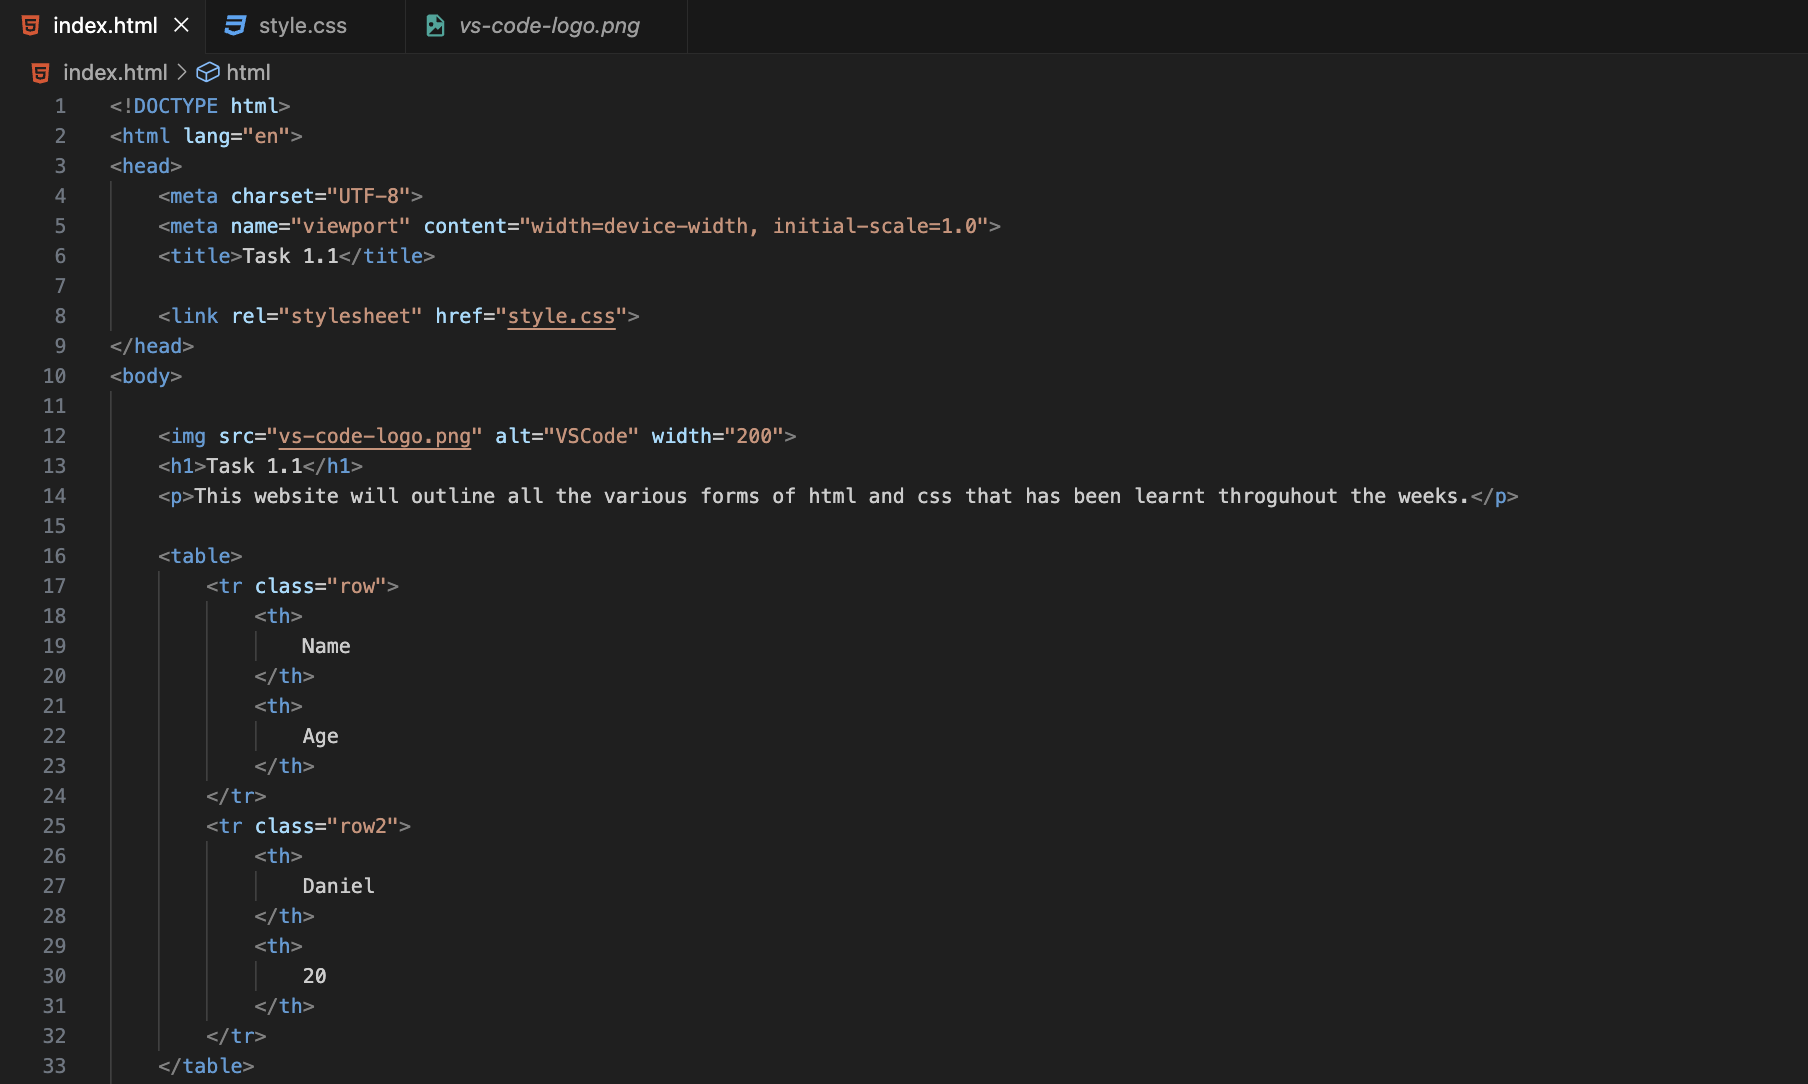 index.html
style.css
vs-code-logo.png
index.html > html
1 <!DOCTYPE html>
2 <html lang="en">
3 <head>
4     <meta charset="UTF-8">
5     <meta name="viewport" content="width=device-width, initial-scale=1.0">
6     <title>Task 1.1</title>
7
8     <link rel="stylesheet" href="style.css">
9 </head>
10 <body>
11
12     <img src="vs-code-logo.png" alt="VSCode" width="200">
13     <h1>Task 1.1</h1>
14     <p>This website will outline all the various forms of html and css that has been learnt throguhout the weeks.</p>
15
16     <table>
17         <tr class="row">
18             <th>
19                 Name
20             </th>
21             <th>
22                 Age
23             </th>
24         </tr>
25         <tr class="row2">
26             <th>
27                 Daniel
28             </th>
29             <th>
30                 20
31             </th>
32         </tr>
33     </table>